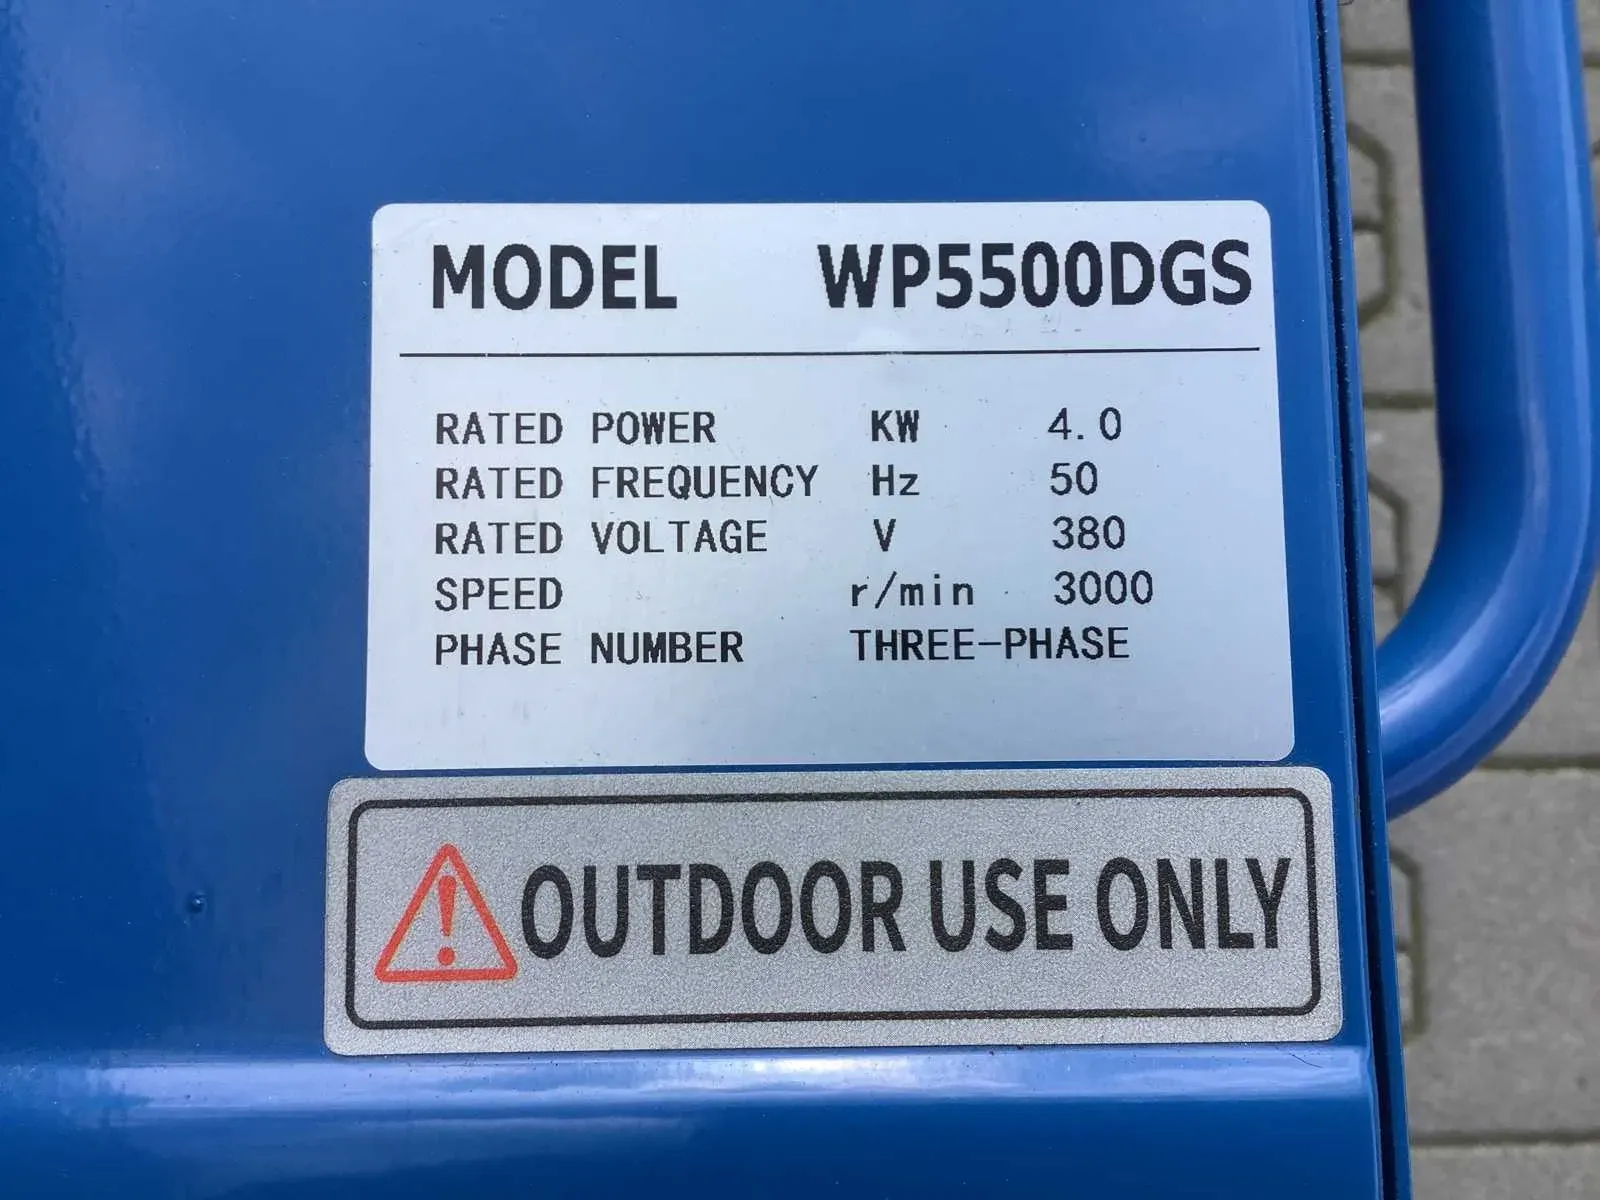 MODEL WP5500DGS
RATED POWER KW 4.0
RATED FREQUENCY Hz 50
RATED VOLTAGE V 380
SPEED r/min 3000
PHASE NUMBER THREE-PHASE
OUTDOOR USE ONLY